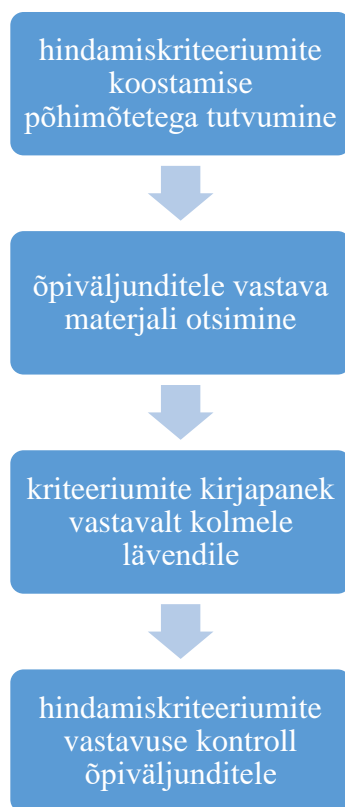 hindamiskriteeriumite
koostamise
põhimõtetega tutvumine
õpiväljunditele vastava
materjali otsimine
kriteeriumite kirjapanek
vastavalt kolmele
lävendile
hindamiskriteeriumite
vastavuse kontroll
õpiväljunditele